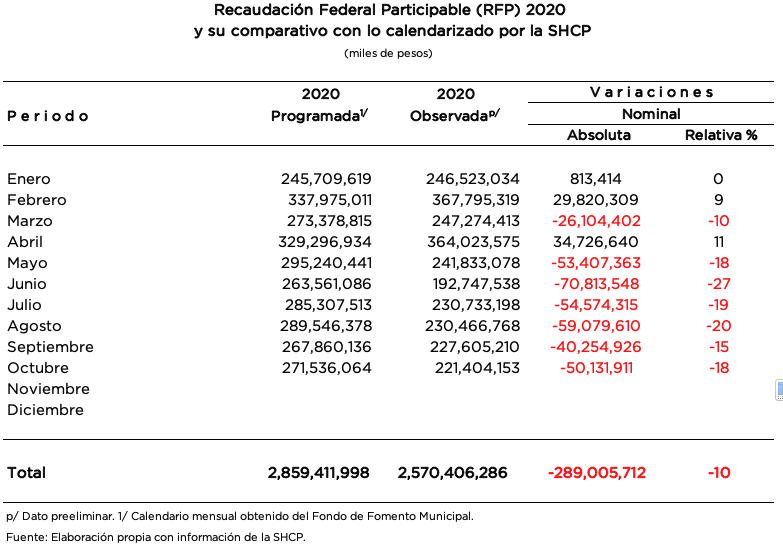 Recaudación Federal Participable (RFP) 2020
y su comparativo con lo calendarizado por la SHCP
(miles de pesos)
Periodo 2020 Programada1/ 2020 Observadap/ Variaciones
Nominal
Absoluta Relativa %
Enero 245,709,619 246,523,034 813,414 0
Febrero 337,975,011 367,795,319 29,820,309 9
Marzo 273,378,815 247,274,413 -26,104,402 -10
Abril 329,296,934 364,023,575 34,726,640 11
Mayo 295,240,441 241,833,078 -53,407,363 -18
Junio 263,561,086 192,747,538 -70,813,548 -27
Julio 285,307,513 230,733,198 -54,574,315 -19
Agosto 289,546,378 230,466,768 -59,079,610 -20
Septiembre 267,860,136 227,605,210 -40,254,926 -15
Octubre 271,536,064 221,404,153 -50,131,911 -18
Noviembre
Diciembre
Total 2,859,411,998 2,570,406,286 -289,005,712 -10
p/ Dato preeliminar. 1/ Calendario mensual obtenido del Fondo de Fomento Municipal.
Fuente: Elaboración propia con información de la SHCP.